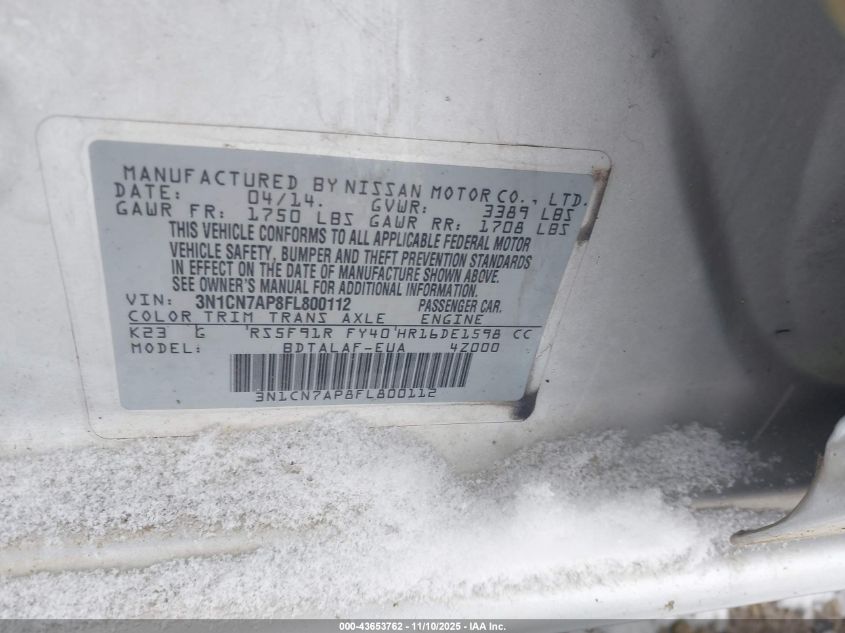 MANUFACTURED BY NISSAN MOTOR CO., LTD.
DATE: 04/14. GVWR: 3389 LBS
GAWR FR: 1750 LBS GAWR RR: 1708 LBS
THIS VEHICLE CONFORMS TO ALL APPLICABLE FEDERAL MOTOR
VEHICLE SAFETY, BUMPER AND THEFT PREVENTION STANDARDS
IN EFFECT ON THE DATE OF MANUFACTURE SHOWN ABOVE.
SEE OWNER'S MANUAL FOR ADDITIONAL INFORMATION.
VIN: 3N1CN7AP8FL800112 PASSENGER CAR.
COLOR TRIM TRANS AXLE ENGINE
K23 G RS5F91R FY40 HR16DE1598 CC
MODEL: BDTALAF-EUA 4Z000
3N1CN7AP8FL800112
000-43653762 - 11/10/2025 - IAA Inc.